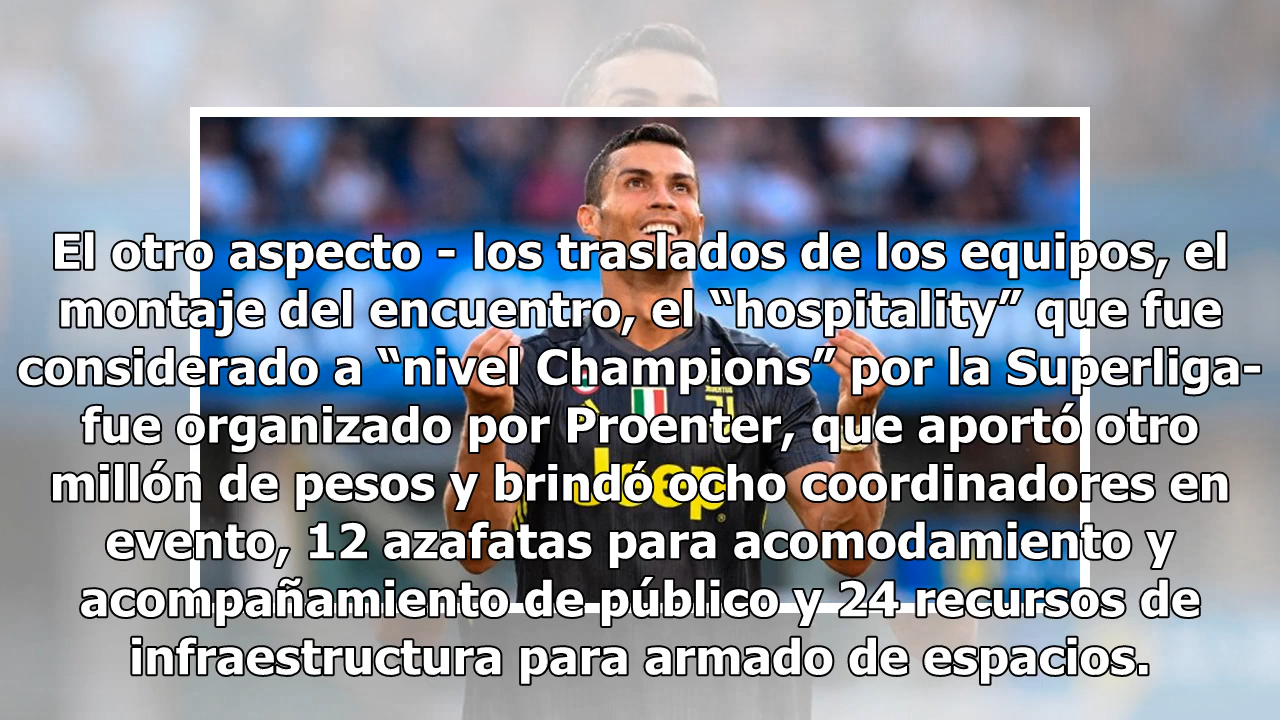 El otro aspecto - los traslados de los equipos, el
montaje del encuentro, el “hospitality” que fue
considerado a “nivel Champions” por la Superliga-
fue organizado por Proenter, que aportó otro
millón de pesos y brindó ocho coordinadores en
evento, 12 azafatas para acomodamiento y
acompañamiento de público y 24 recursos de
infraestructura para armado de espacios.
Jeep